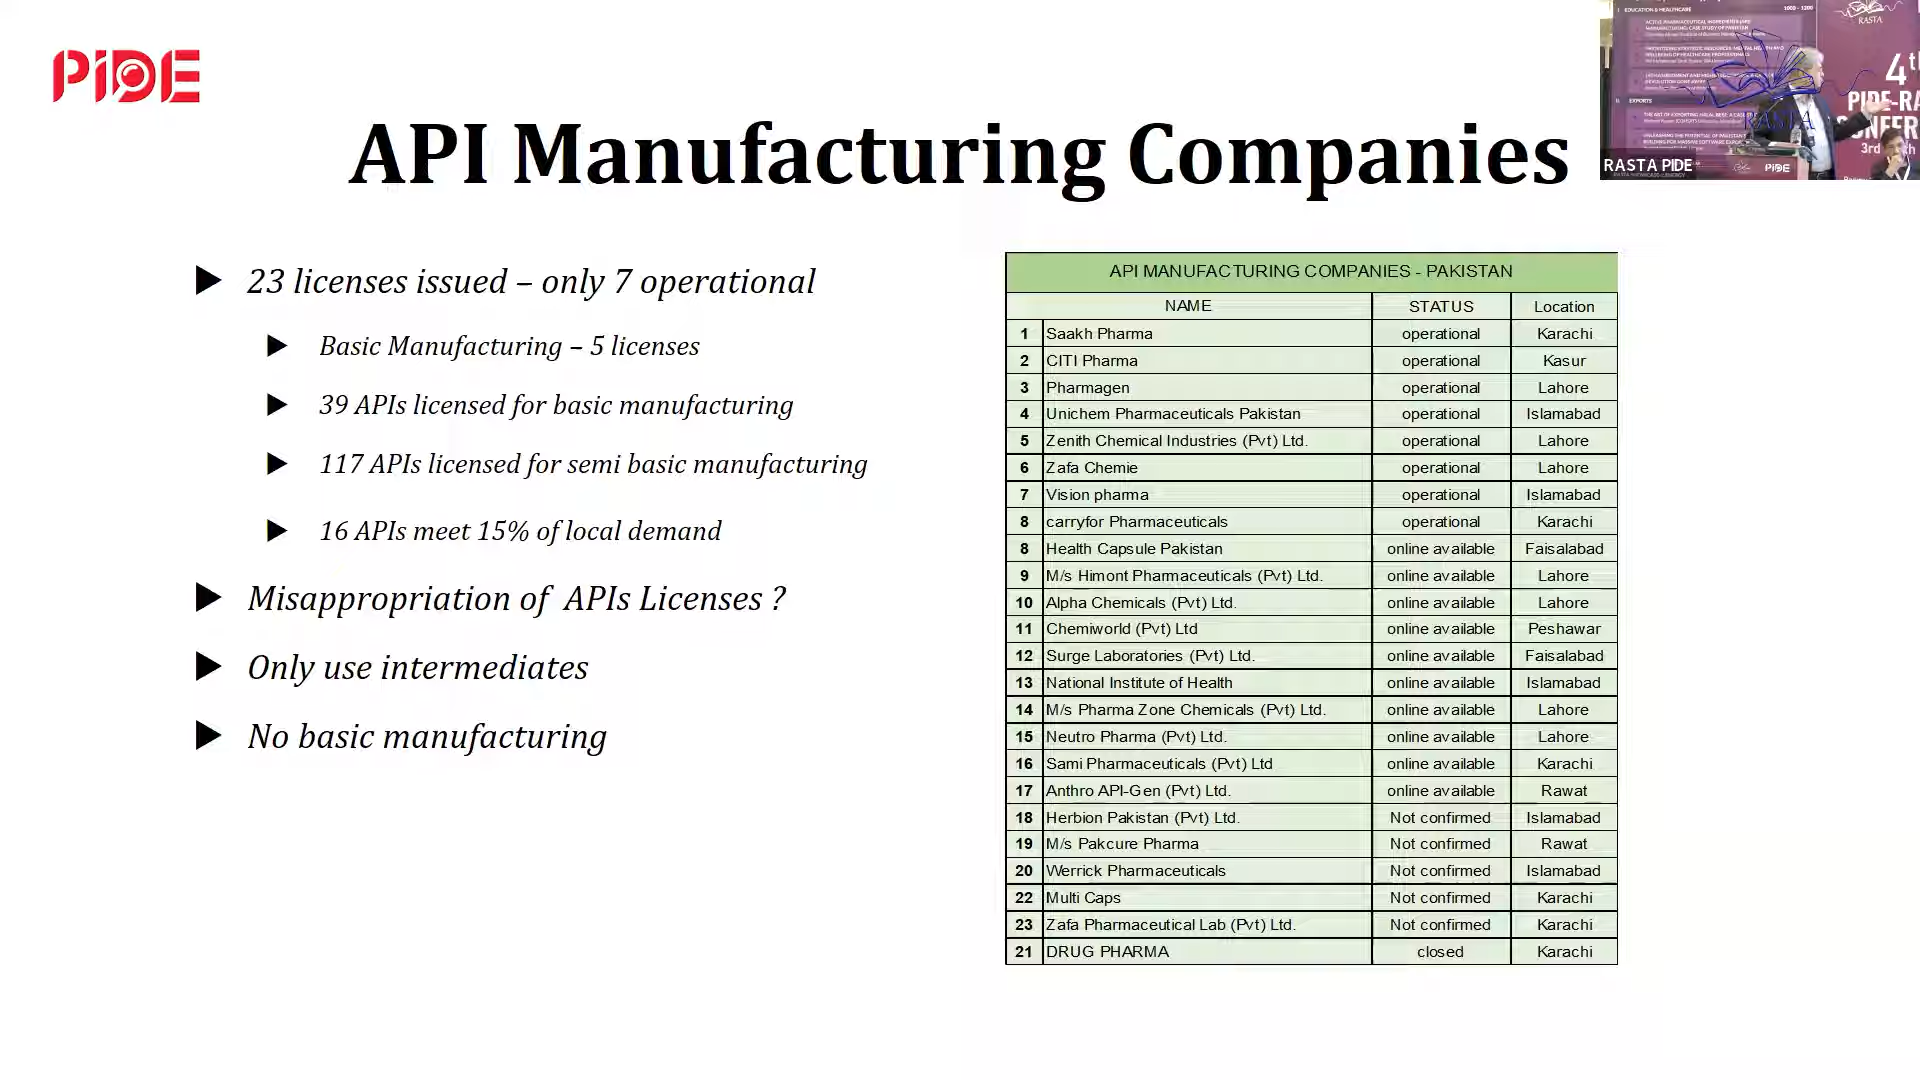 PIDE
API Manufacturing Companies
23 licenses issued – only 7 operational
Basic Manufacturing – 5 licenses
39 APIs licensed for basic manufacturing
117 APIs licensed for semi basic manufacturing
16 APIs meet 15% of local demand
Misappropriation of APIs Licenses ?
Only use intermediates
No basic manufacturing
API MANUFACTURING COMPANIES - PAKISTAN
NAME STATUS Location
1 Saakh Pharma operational Karachi
2 CITI Pharma operational Kasur
3 Pharmagen operational Lahore
4 Unichem Pharmaceuticals Pakistan operational Islamabad
5 Zenith Chemical Industries (Pvt) Ltd. operational Lahore
6 Zafa Chemie operational Lahore
7 Vision pharma operational Islamabad
8 carryfor Pharmaceuticals operational Karachi
8 Health Capsule Pakistan online available Faisalabad
9 M/s Himont Pharmaceuticals (Pvt) Ltd. online available Lahore
10 Alpha Chemicals (Pvt) Ltd. online available Lahore
11 Chemiworld (Pvt) Ltd online available Peshawar
12 Surge Laboratories (Pvt) Ltd. online available Faisalabad
13 National Institute of Health online available Islamabad
14 M/s Pharma Zone Chemicals (Pvt) Ltd. online available Lahore
15 Neutro Pharma (Pvt) Ltd. online available Lahore
16 Sami Pharmaceuticals (Pvt) Ltd online available Karachi
17 Anthro API-Gen (Pvt) Ltd. online available Rawat
18 Herbion Pakistan (Pvt) Ltd. Not confirmed Islamabad
19 M/s Pakcure Pharma Not confirmed Rawat
20 Werrick Pharmaceuticals Not confirmed Islamabad
22 Multi Caps Not confirmed Karachi
23 Zafa Pharmaceutical Lab (Pvt) Ltd. Not confirmed Karachi
21 DRUG PHARMA closed Karachi
EDUCATION & HEALTHCARE
EXPORTS
RASTA
4th
RASTA
3rd
RASTA PIDE
PIDE